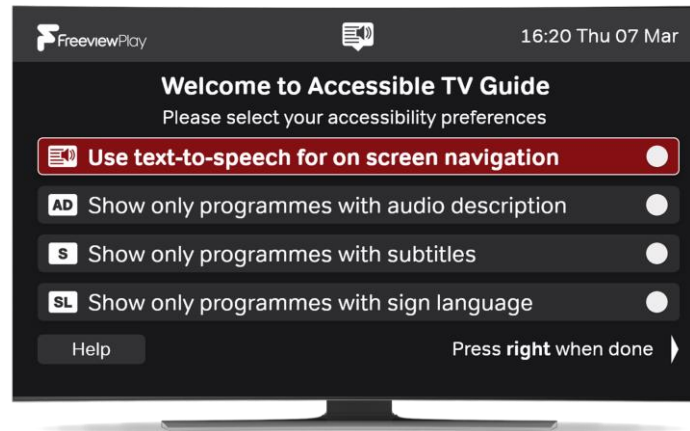 FreeviewPlay
16:20 Thu 07 Mar
Welcome to Accessible TV Guide
Please select your accessibility preferences
Use text-to-speech for on screen navigation
AD Show only programmes with audio description
S Show only programmes with subtitles
SL Show only programmes with sign language
Help
Press right when done